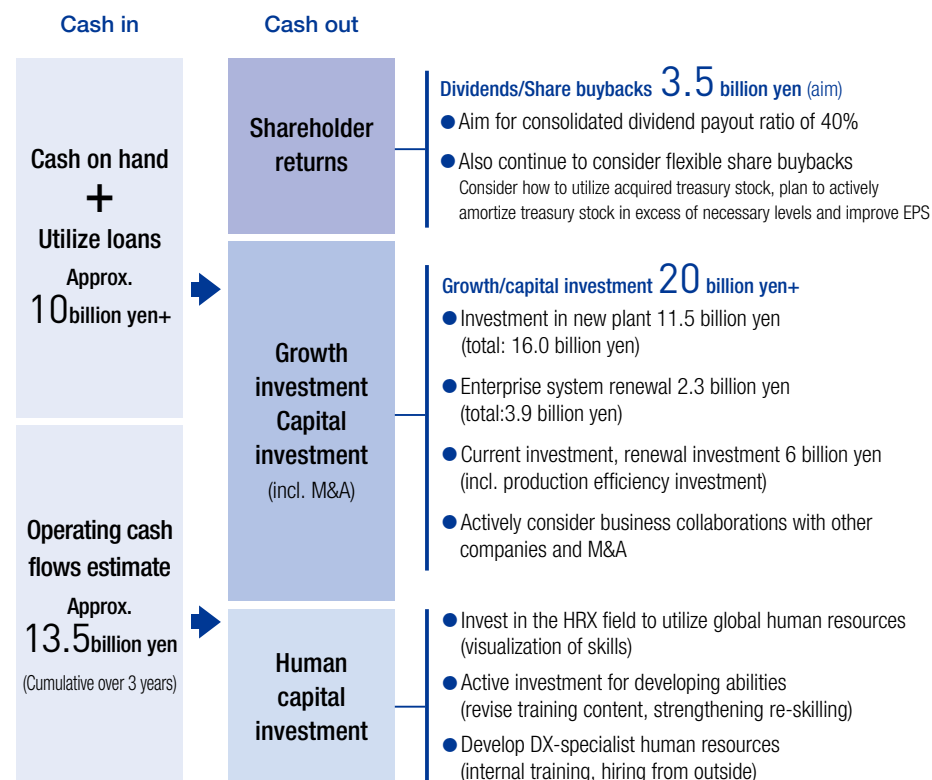 Cash in
Cash out
Cash on hand
+
Utilize loans
Approx.
10billion yen+
Operating cash
flows estimate
Approx.
13.5billion yen
(Cumulative over 3 years)
Shareholder
returns
Dividends/Share buybacks 3.5 billion yen (aim)
●Aim for consolidated dividend payout ratio of 40%
●Also continue to consider flexible share buybacks
Consider how to utilize acquired treasury stock, plan to actively
amortize treasury stock in excess of necessary levels and improve EPS
Growth
investment
Capital
investment
(incl. M&A)
Growth/capital investment 20 billion yen+
●Investment in new plant 11.5 billion yen
(total: 16.0 billion yen)
●Enterprise system renewal 2.3 billion yen
(total:3.9 billion yen)
●Current investment, renewal investment 6 billion yen
(incl. production efficiency investment)
●Actively consider business collaborations with other
companies and M&A
Human
capital
investment
●Invest in the HRX field to utilize global human resources
(visualization of skills)
●Active investment for developing abilities
(revise training content, strengthening re-skilling)
●Develop DX-specialist human resources
(internal training, hiring from outside)